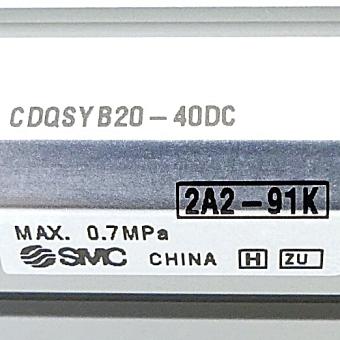 CDQSYB20-40DC
2A2-91K
MAX. 0.7MPa
SMC CHINA H ZU